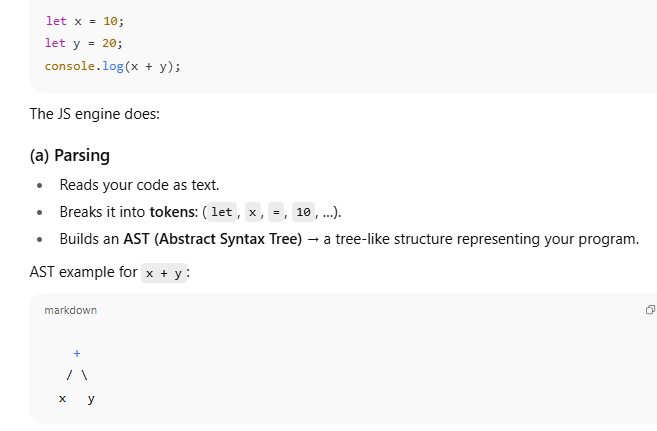 let x = 10;
let y = 20;
console.log(x + y);
The JS engine does:
(a) Parsing
• Reads your code as text.
• Breaks it into tokens: ( let , x , = , 10 , ...).
• Builds an AST (Abstract Syntax Tree) → a tree-like structure representing your program.
AST example for x + y :
markdown
+
/ \
x y